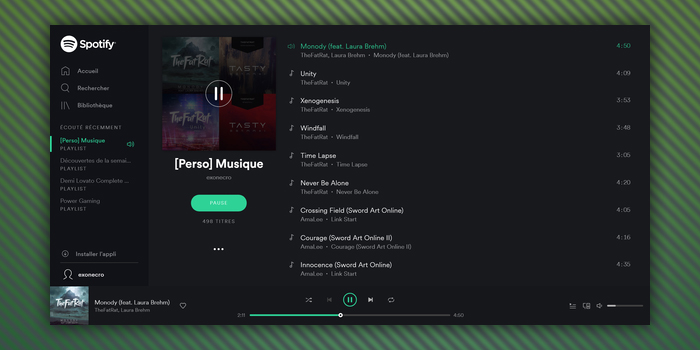 Spotify
Accueil
Rechercher
Bibliothèque
ÉCOUTÉ RÉCEMMENT
[Perso] Musique
PLAYLIST
Découvertes de la semai...
PLAYLIST
Demi Lovato Complete ...
PLAYLIST
Power Gaming
PLAYLIST
Installer l'appli
exonecro
TheFatRat
TASTY
TheFatRat
TASTY
[Perso] Musique
exonecro
PAUSE
498 TITRES
Monody (feat. Laura Brehm)
TheFatRat, Laura Brehm • Monody (feat. Laura Brehm)
4:50
Unity
TheFatRat • Unity
4:09
Xenogenesis
TheFatRat • Xenogenesis
3:53
Windfall
TheFatRat • Windfall
3:48
Time Lapse
TheFatRat • Time Lapse
3:05
Never Be Alone
TheFatRat • Never Be Alone
4:20
Crossing Field (Sword Art Online)
AmaLee • Link Start
4:05
Courage (Sword Art Online II)
AmaLee • Courage (Sword Art Online II)
4:16
Innocence (Sword Art Online)
AmaLee • Link Start
4:35
TheFatRat
Monody (feat. Laura Brehm)
TheFatRat, Laura Brehm
2:11
4:50